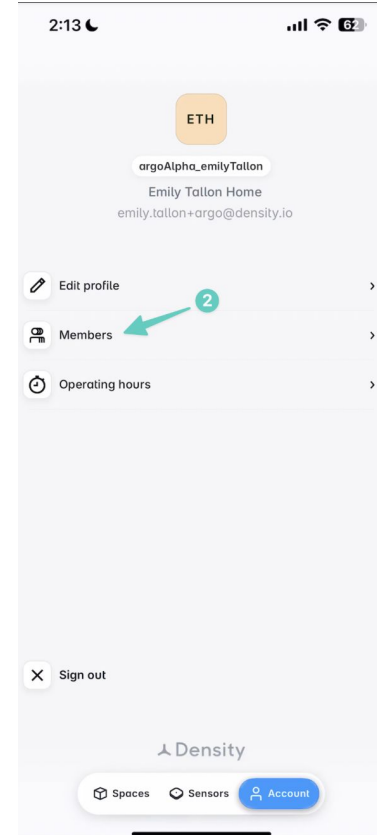 2:13
62
ETH
argoAlpha_emilyTallon
Emily Tallon Home
emily.tallon+argo@density.io
Edit profile
2
Members
Operating hours
Sign out
Density
Spaces Sensors Account